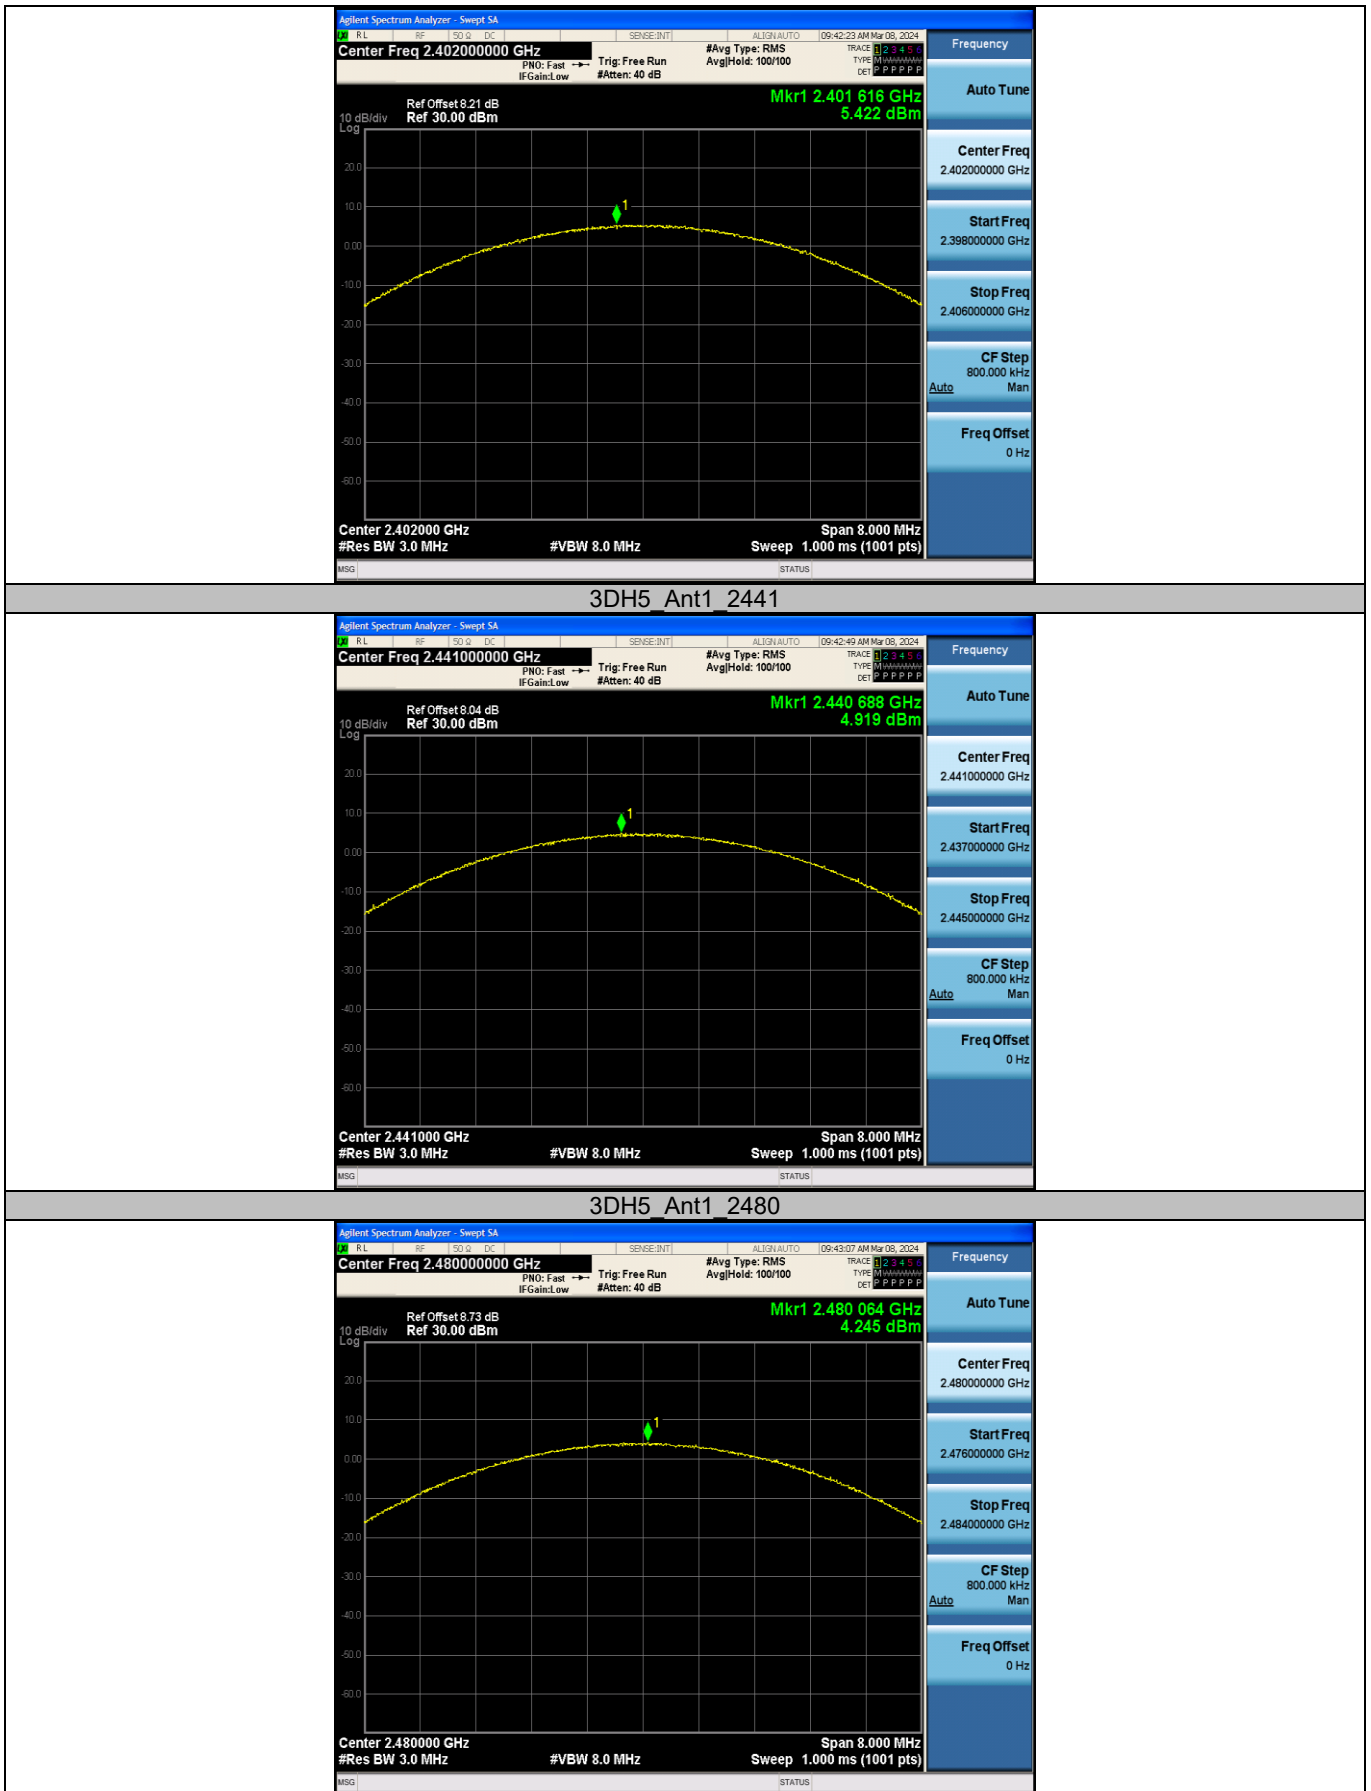 Agilent Spectrum Analyzer - Swept SA
RL RF 50 Ω DC SENSE:INT ALIGN AUTO 09:42:23 AM Mar 08, 2024
Center Freq 2.402000000 GHz
PNO: Fast
IFGain:Low
Trig: Free Run
#Atten: 40 dB
#Avg Type: RMS
Avg|Hold: 100/100
TRACE 1 2 3 4 5 6
TYPE M
DET P P P P P P
Frequency
Mkr1 2.401 616 GHz
5.422 dBm
Ref Offset 8.21 dB
10 dB/div Ref 30.00 dBm
Log
20.0
10.0
0.00
-10.0
-20.0
-30.0
-40.0
-50.0
-60.0
1
Center 2.402000 GHz Span 8.000 MHz
#Res BW 3.0 MHz #VBW 8.0 MHz Sweep 1.000 ms (1001 pts)
MSG STATUS
Auto Tune
Center Freq
2.402000000 GHz
Start Freq
2.398000000 GHz
Stop Freq
2.406000000 GHz
CF Step
800.000 kHz
Auto Man
Freq Offset
0 Hz
3DH5_Ant1_2441
Agilent Spectrum Analyzer - Swept SA
RL RF 50 Ω DC SENSE:INT ALIGN AUTO 09:42:49 AM Mar 08, 2024
Center Freq 2.441000000 GHz
PNO: Fast
IFGain:Low
Trig: Free Run
#Atten: 40 dB
#Avg Type: RMS
Avg|Hold: 100/100
TRACE 1 2 3 4 5 6
TYPE M
DET P P P P P P
Frequency
Mkr1 2.440 688 GHz
4.919 dBm
Ref Offset 8.04 dB
10 dB/div Ref 30.00 dBm
Log
20.0
10.0
0.00
-10.0
-20.0
-30.0
-40.0
-50.0
-60.0
1
Center 2.441000 GHz Span 8.000 MHz
#Res BW 3.0 MHz #VBW 8.0 MHz Sweep 1.000 ms (1001 pts)
MSG STATUS
Auto Tune
Center Freq
2.441000000 GHz
Start Freq
2.437000000 GHz
Stop Freq
2.445000000 GHz
CF Step
800.000 kHz
Auto Man
Freq Offset
0 Hz
3DH5_Ant1_2480
Agilent Spectrum Analyzer - Swept SA
RL RF 50 Ω DC SENSE:INT ALIGN AUTO 09:43:07 AM Mar 08, 2024
Center Freq 2.480000000 GHz
PNO: Fast
IFGain:Low
Trig: Free Run
#Atten: 40 dB
#Avg Type: RMS
Avg|Hold: 100/100
TRACE 1 2 3 4 5 6
TYPE M
DET P P P P P P
Frequency
Mkr1 2.480 064 GHz
4.245 dBm
Ref Offset 8.73 dB
10 dB/div Ref 30.00 dBm
Log
20.0
10.0
0.00
-10.0
-20.0
-30.0
-40.0
-50.0
-60.0
1
Center 2.480000 GHz Span 8.000 MHz
#Res BW 3.0 MHz #VBW 8.0 MHz Sweep 1.000 ms (1001 pts)
MSG STATUS
Auto Tune
Center Freq
2.480000000 GHz
Start Freq
2.476000000 GHz
Stop Freq
2.484000000 GHz
CF Step
800.000 kHz
Auto Man
Freq Offset
0 Hz